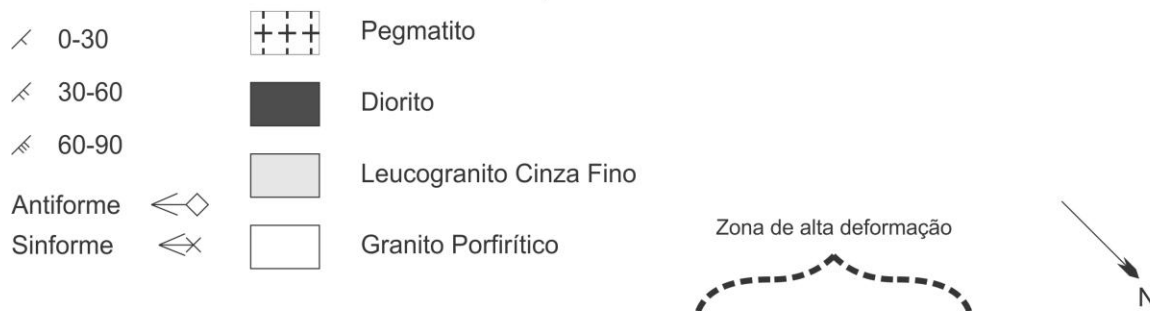 0-30
30-60
60-90
Antiforme
Sinforme
Pegmatito
Diorito
Leucogranito Cinza Fino
Granito Porfirítico
Zona de alta deformação
N